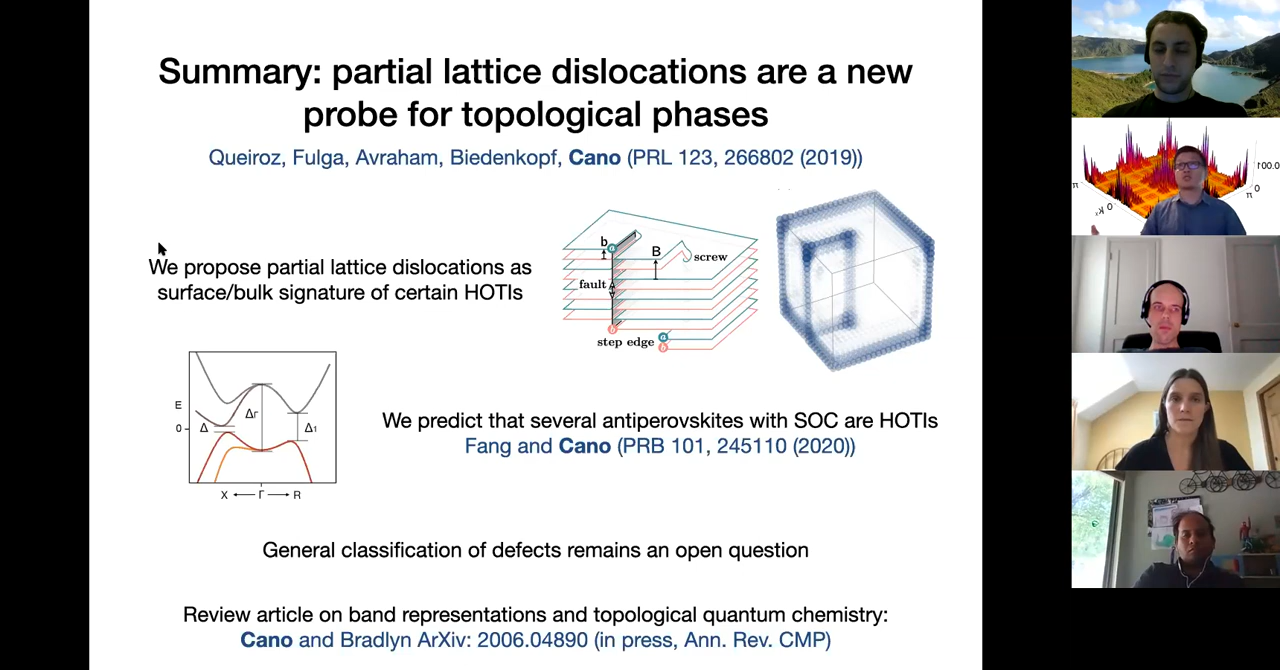 Summary: partial lattice dislocations are a new
probe for topological phases
Queiroz, Fulga, Avraham, Biedenkopf, Cano (PRL 123, 266802 (2019))
We propose partial lattice dislocations as
surface/bulk signature of certain HOTIs
b
a
B
screw
fault
b
step edge
a
b
E
0
Δ
ΔΓ
Δ1
X
Γ
R
We predict that several antiperovskites with SOC are HOTIs
Fang and Cano (PRB 101, 245110 (2020))
General classification of defects remains an open question
Review article on band representations and topological quantum chemistry:
Cano and Bradlyn ArXiv: 2006.04890 (in press, Ann. Rev. CMP)
π
0
π
0